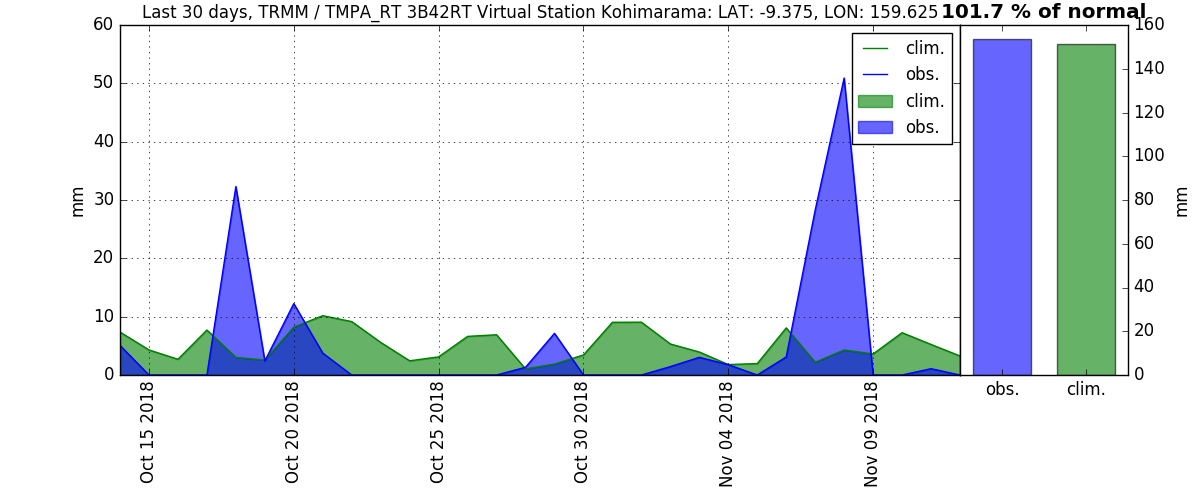 Last 30 days, TRMM / TMPA_RT 3B42RT Virtual Station Kohimarama: LAT: -9.375, LON: 159.625
101.7 % of normal
60
50
40
30
20
10
0
mm
clim.
obs.
clim.
obs.
Oct 15 2018
Oct 20 2018
Oct 25 2018
Oct 30 2018
Nov 04 2018
Nov 09 2018
160
140
120
100
80
60
40
20
0
mm
obs.
clim.